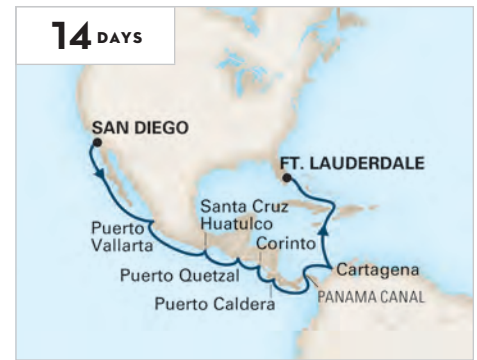 14 DAYS
SAN DIEGO
FT. LAUDERDALE
Puerto
Vallarta
Santa Cruz
Huatulco
Corinto
Puerto Quetzal
Puerto Caldera
Cartagena
PANAMA CANAL